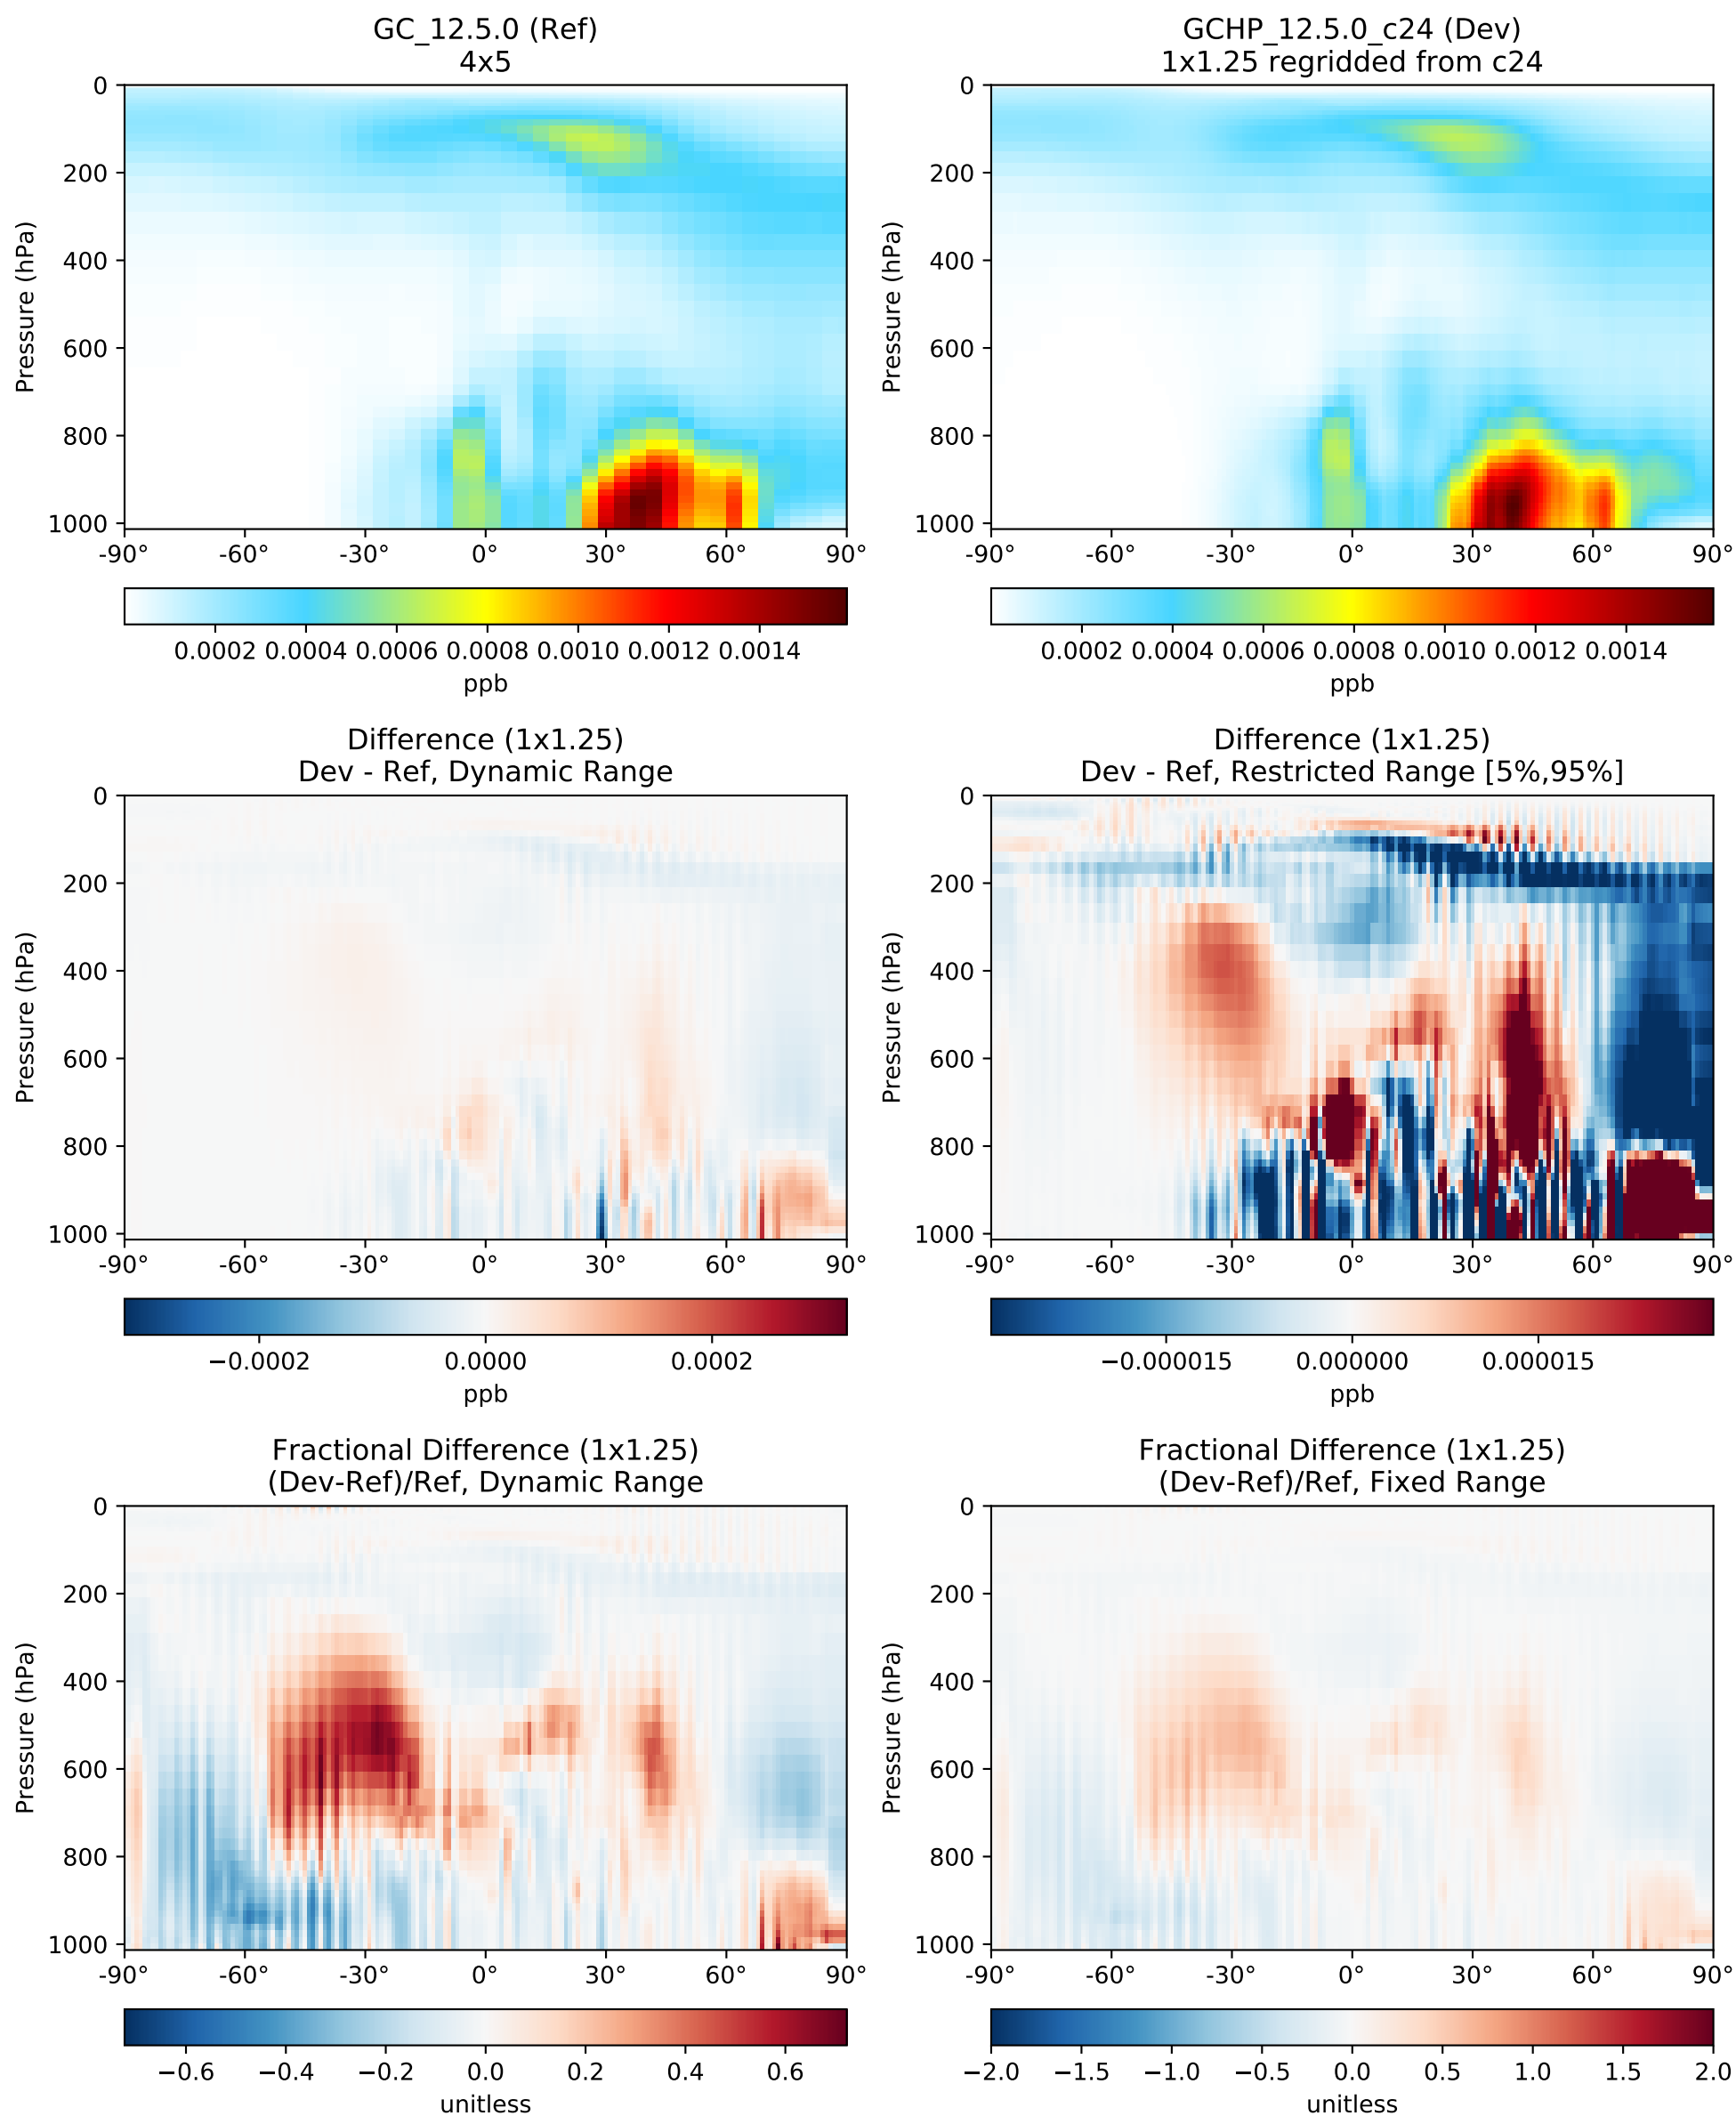 GC_12.5.0 (Ref)
4x5
GCHP_12.5.0_c24 (Dev)
1x1.25 regridded from c24
Pressure (hPa)
0
200
400
600
800
1000
-90° -60° -30° 0° 30° 60° 90°
0.0002 0.0004 0.0006 0.0008 0.0010 0.0012 0.0014
ppb
Pressure (hPa)
0
200
400
600
800
1000
-90° -60° -30° 0° 30° 60° 90°
0.0002 0.0004 0.0006 0.0008 0.0010 0.0012 0.0014
ppb
Difference (1x1.25)
Dev - Ref, Dynamic Range
Difference (1x1.25)
Dev - Ref, Restricted Range [5%,95%]
Pressure (hPa)
0
200
400
600
800
1000
-90° -60° -30° 0° 30° 60° 90°
−0.0002 0.0000 0.0002
ppb
Pressure (hPa)
0
200
400
600
800
1000
-90° -60° -30° 0° 30° 60° 90°
−0.000015 0.000000 0.000015
ppb
Fractional Difference (1x1.25)
(Dev-Ref)/Ref, Dynamic Range
Fractional Difference (1x1.25)
(Dev-Ref)/Ref, Fixed Range
Pressure (hPa)
0
200
400
600
800
1000
-90° -60° -30° 0° 30° 60° 90°
−0.6 −0.4 −0.2 0.0 0.2 0.4 0.6
unitless
Pressure (hPa)
0
200
400
600
800
1000
-90° -60° -30° 0° 30° 60° 90°
−2.0 −1.5 −1.0 −0.5 0.0 0.5 1.0 1.5 2.0
unitless